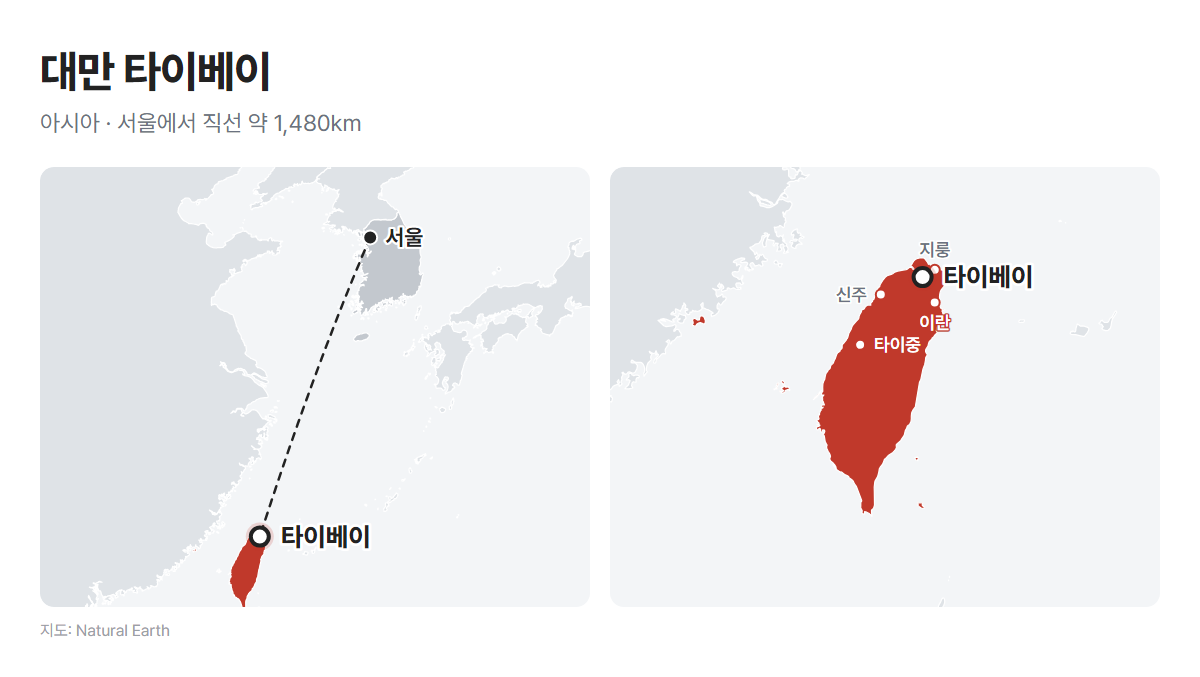 대만 타이베이
아시아 · 서울에서 직선 약 1,480km
서울
타이베이
지룽
타이베이
신주
이란
타이중
지도: Natural Earth